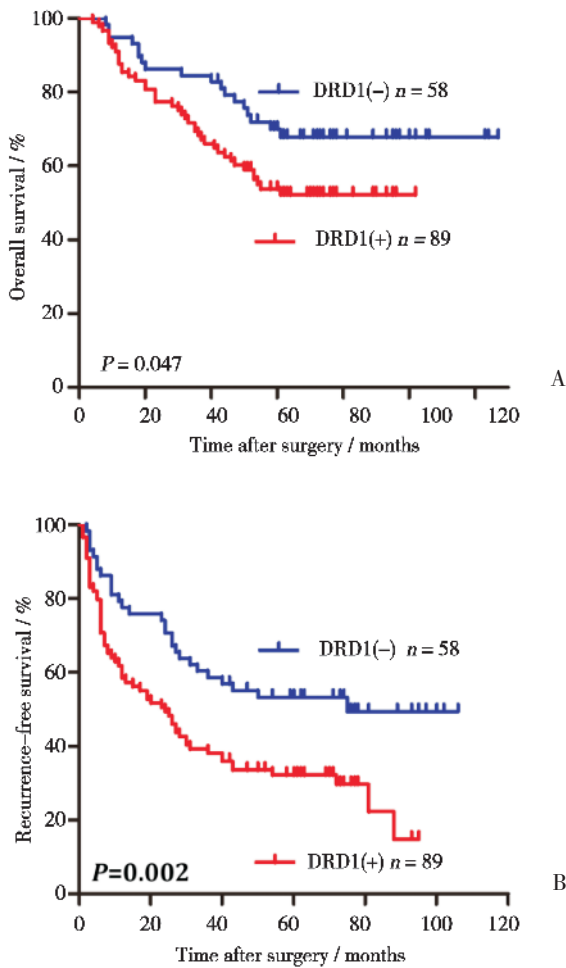 100
80
60
40
20
0
Overall survival / %
DRD1(-) n = 58
DRD1(+) n = 89
P = 0.047
0 20 40 60 80 100 120
Time after surgery / months
A
100
80
60
40
20
0
Recurrence-free survival / %
DRD1(-) n = 58
DRD1(+) n = 89
P=0.002
0 20 40 60 80 100 120
Time after surgery / months
B